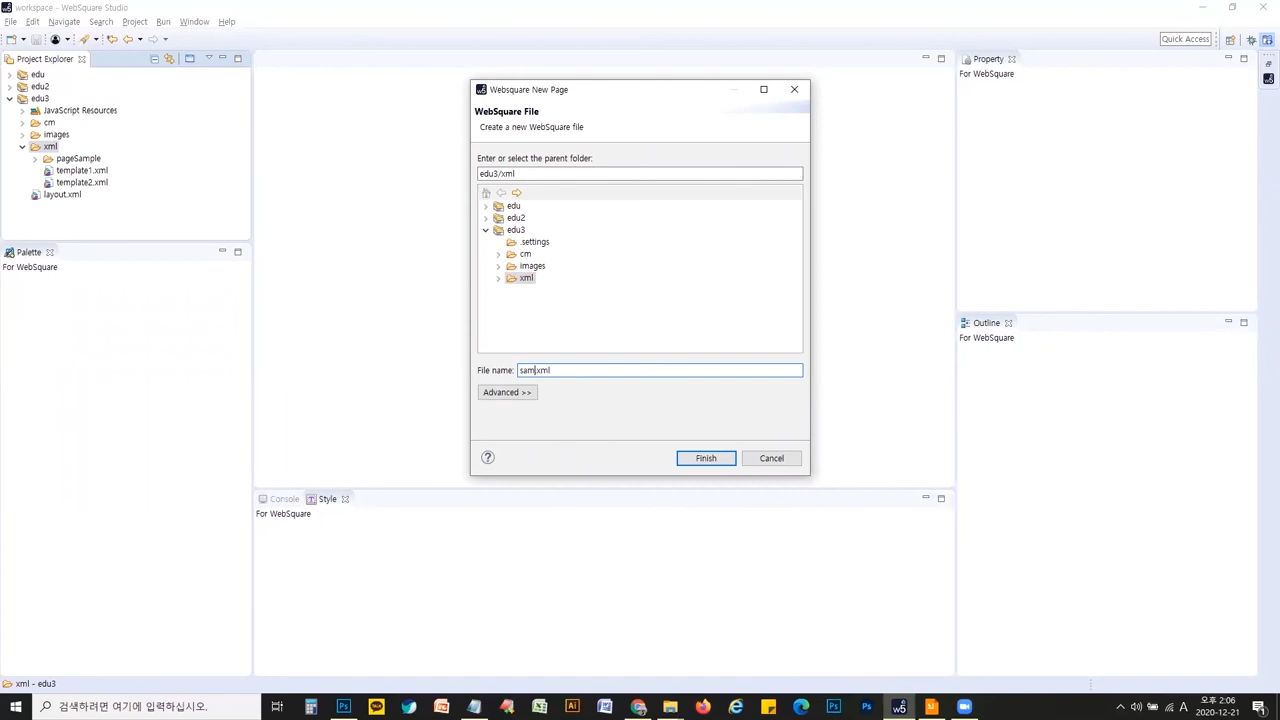 workspace - WebSquare Studio
File Edit Navigate Search Project Run Window Help
Quick Access
Project Explorer
edu
edu2
edu3
JavaScript Resources
cm
images
xml
pageSample
template1.xml
template2.xml
layout.xml
Palette
For WebSquare
Websquare New Page
WebSquare File
Create a new WebSquare file
Enter or select the parent folder:
edu3/xml
edu
edu2
edu3
.settings
cm
images
xml
File name: sam.xml
Advanced >>
Finish Cancel
Property
For WebSquare
Outline
For WebSquare
Console Style
For WebSquare
xml - edu3
검색하려면 여기에 입력하십시오.
오후 2:06
2020-12-21